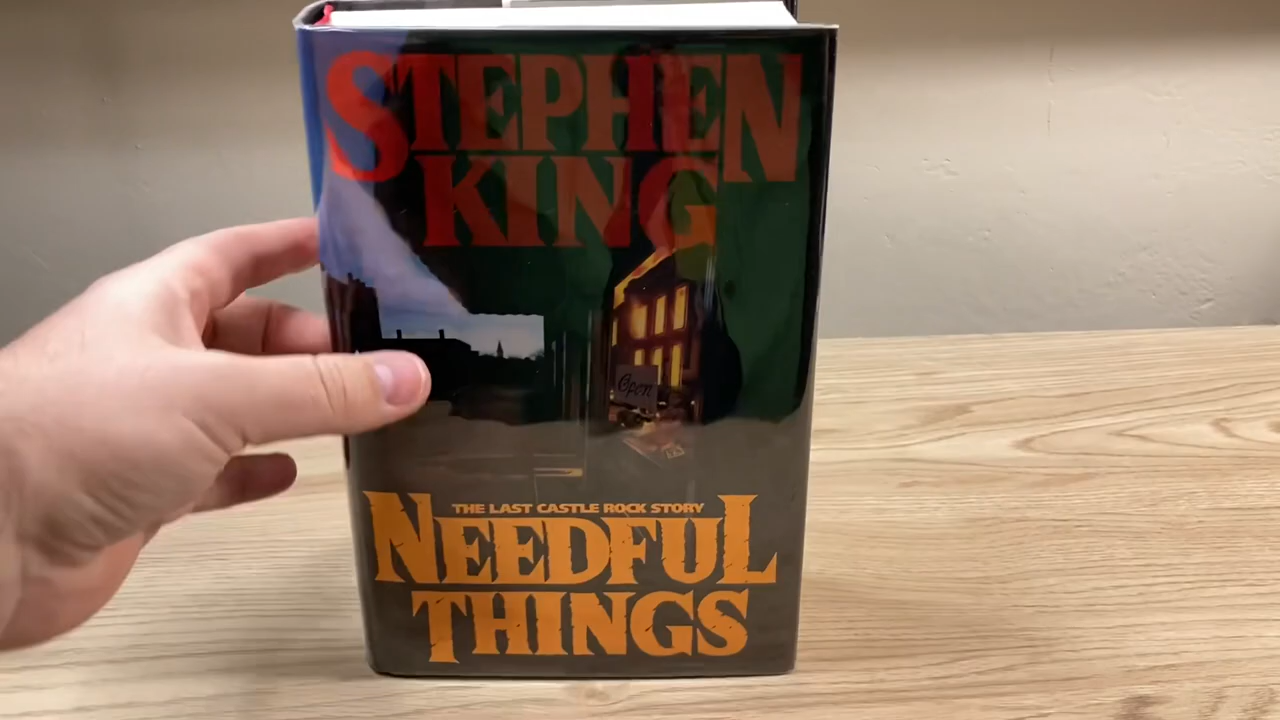 STEPHEN
KING
Open
THE LAST CASTLE ROCK STORY
NEEDFUL
THINGS